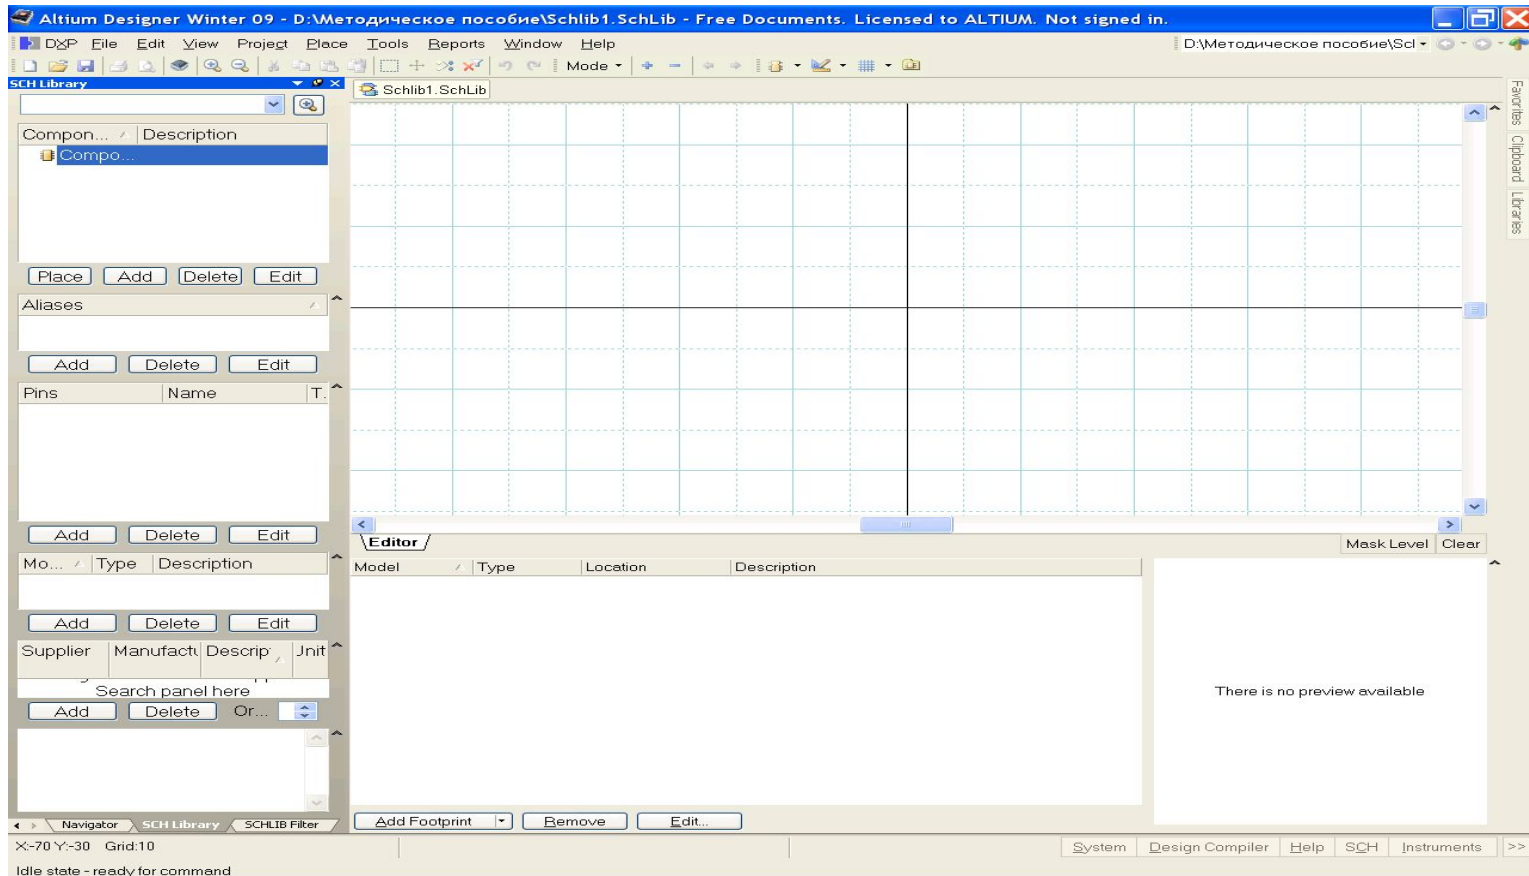 Altium Designer Winter 09 - D:\Методическое пособие\Schlib1.SchLib - Free Documents. Licensed to ALTIUM. Not signed in.
DXP File Edit View Project Place Tools Reports Window Help D:\Методическое пособие\Scl
Mode
SCH Library
Schlib1.SchLib
Favorites
Clipboard
Libraries
Compon... Description
Compo...
Place Add Delete Edit
Aliases
Add Delete Edit
Pins Name T.
Add Delete Edit
Editor
Mask Level Clear
Mo... Type Description
Model Type Location Description
Add Delete Edit
Supplier Manufactu Descrip Jnit
Search panel here
There is no preview available
Add Delete Or...
Add Footprint Remove Edit...
Navigator SCH Library SCHLIB Filter
X:-70 Y:-30 Grid:10
System Design Compiler Help SCH Instruments >>
Idle state - ready for command